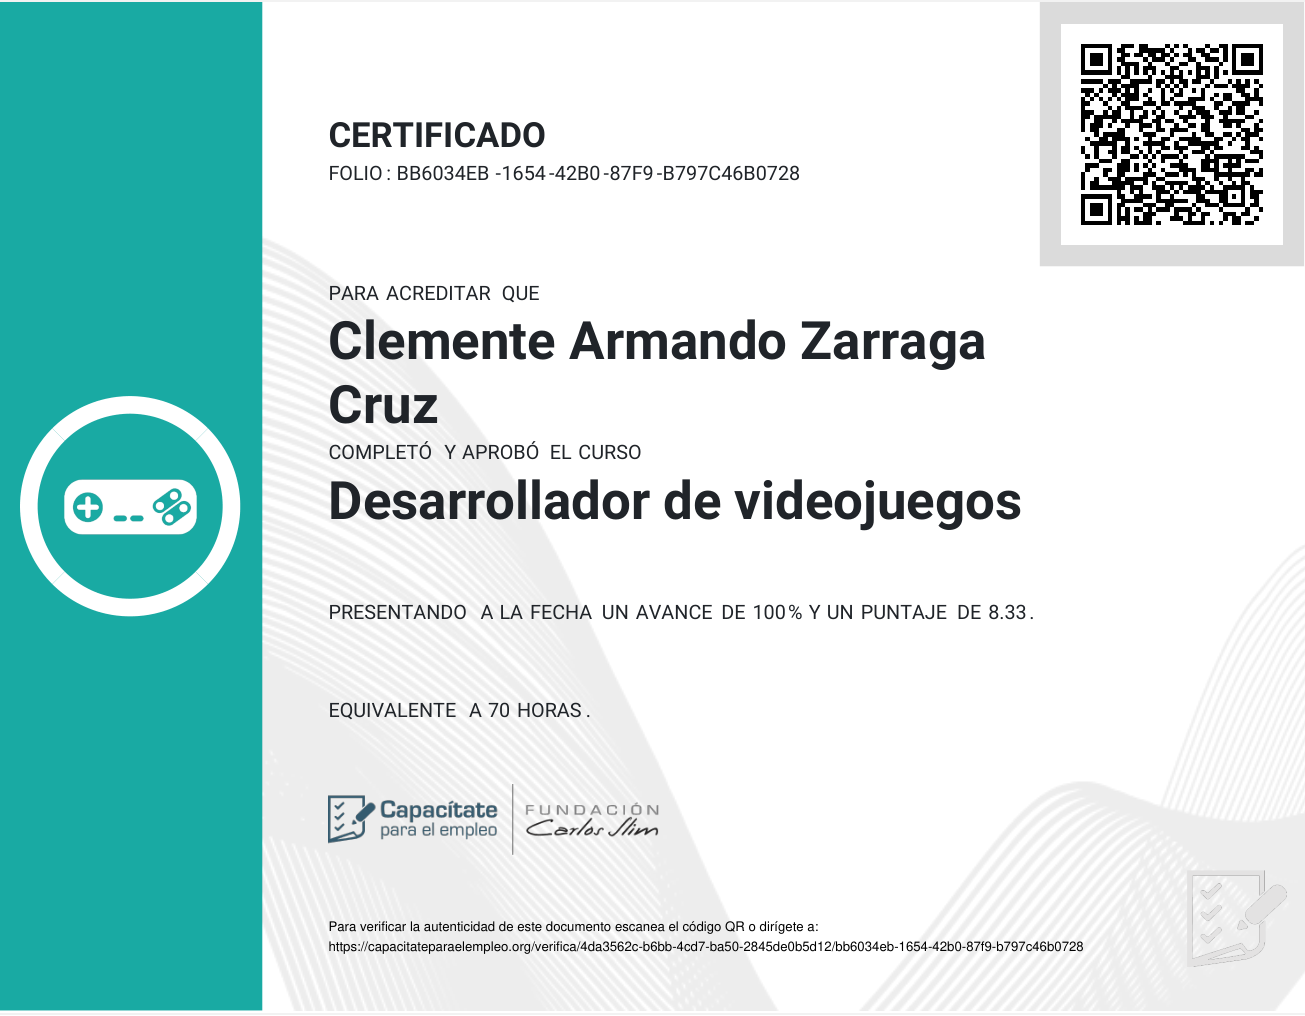 CERTIFICADO
FOLIO : BB6034EB -1654 -42B0 -87F9 -B797C46B0728
PARA ACREDITAR QUE
Clemente Armando Zarraga
Cruz
COMPLETÓ Y APROBÓ EL CURSO
Desarrollador de videojuegos
PRESENTANDO A LA FECHA UN AVANCE DE 100% Y UN PUNTAJE DE 8.33 .
EQUIVALENTE A 70 HORAS .
Capacítate
para el empleo
FUNDACIÓN
Carlos Slim
Para verificar la autenticidad de este documento escanea el código QR o dirígete a:
https://capacitateparaelempleo.org/verifica/4da3562c-b6bb-4cd7-ba50-2845de0b5d12/bb6034eb-1654-42b0-87f9-b797c46b0728